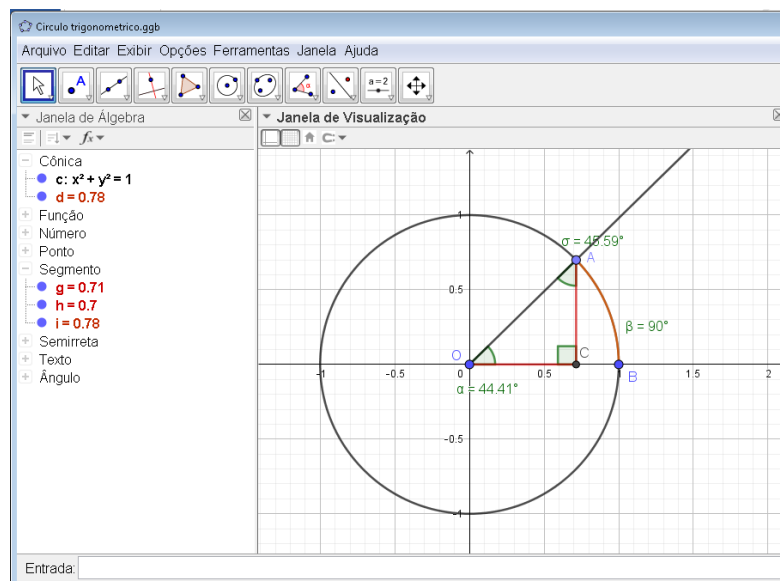 Circulo trigonometrico.ggb
Arquivo Editar Exibir Opções Ferramentas Janela Ajuda
A
a=2
Janela de Álgebra
Janela de Visualização
fx
Cônica
c: x² + y² = 1
d = 0.78
Função
Número
Ponto
Segmento
g = 0.71
h = 0.7
i = 0.78
Semirreta
Texto
Ângulo
1
σ = 45.59°
A
0.5
β = 90°
O
C
-1
-0.5
0
0.5
1
1.5
2
B
α = 44.41°
-0.5
-1
Entrada: